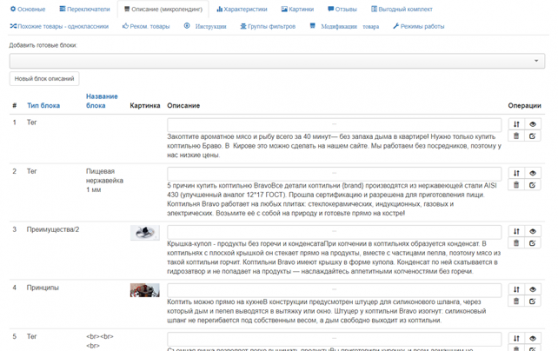 Основные Переключатели Описание (микролендинг) Характеристики Картинки Отзывы Выгодный комплект
Похожие товары - одноклассники Реком. товары Инструкции Группы фильтров Модификации товара Режимы работы
Добавить готовые блоки:
Новый блок описаний
# Тип блока Название блока Картинка Описание Операции
1 Тег
Закоптите ароматное мясо и рыбу всего за 40 минут— без запаха дыма в квартире! Нужно только купить
коптильню Браво. В Кирове это можно сделать на нашем сайте. Мы работаем без посредников, поэтому у
нас низкие цены.
2 Тег Пищевая
нержавейка
1 мм
5 причин купить коптильню BravoВсе детали коптильни (brand) производятся из нержавеющей стали AISI
430 (улучшенный аналог 12*17 ГОСТ). Прошла сертификацию и разрешена для приготовления пищи.
Коптильня Bravo работает на любых плитах: стеклокерамических, индукционных, газовых и
электрических. Возьмите её с собой на природу и готовьте прямо на костре!
3 Преимущества/2
Крышка-купол - продукты без горечи и конденсатаПри копчении в коптильнях образуется конденсат. В
коптильнях с плоской крышкой он стекает прямо на продукты, вместе с частицами пепла, поэтому мясо из
такой коптильни горчит. Коптильни Bravo имеют крышку в форме купола. Конденсат по ней скатывается в
гидрозатвор и не попадает на продукты — наслаждайтесь аппетитными копченостями без горечи.
4 Принципы
Коптить можно прямо на кухнеВ конструкции предусмотрен штуцер для силиконового шланга, через
который дым и пепел выводятся в вытяжку или окно. Штуцер у коптильни Bravo изогнут: силиконовый
шланг не перегибается под собственным весом, а дым свободно выходит из коптильни.
5 Тег <br><br>
<br>